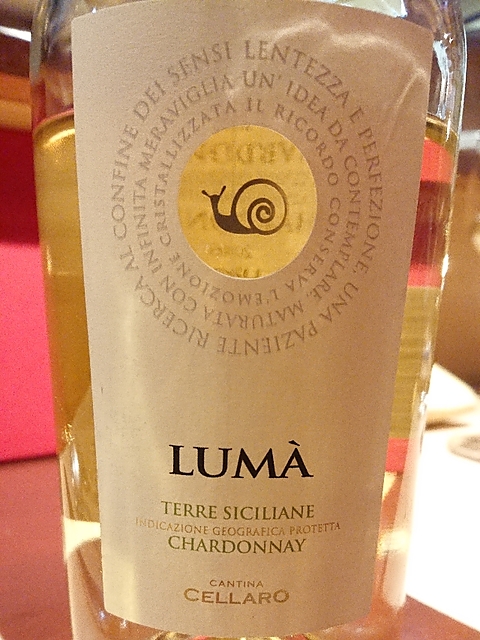 LENTEZZA E PERFEZIONE, UNA PAZIENTE RICERCA AL CONFINE DEI SENSI
UN' IDEA DA CONTEMPLARE, MATURATA CON INFINITA MERAVIGLIA
IL RICORDO CONSERVA L'EMOZIONE CRISTALLIZZATA
LUMÀ
TERRE SICILIANE
INDICAZIONE GEOGRAFICA PROTETTA
CHARDONNAY
CANTINA
CELLARO